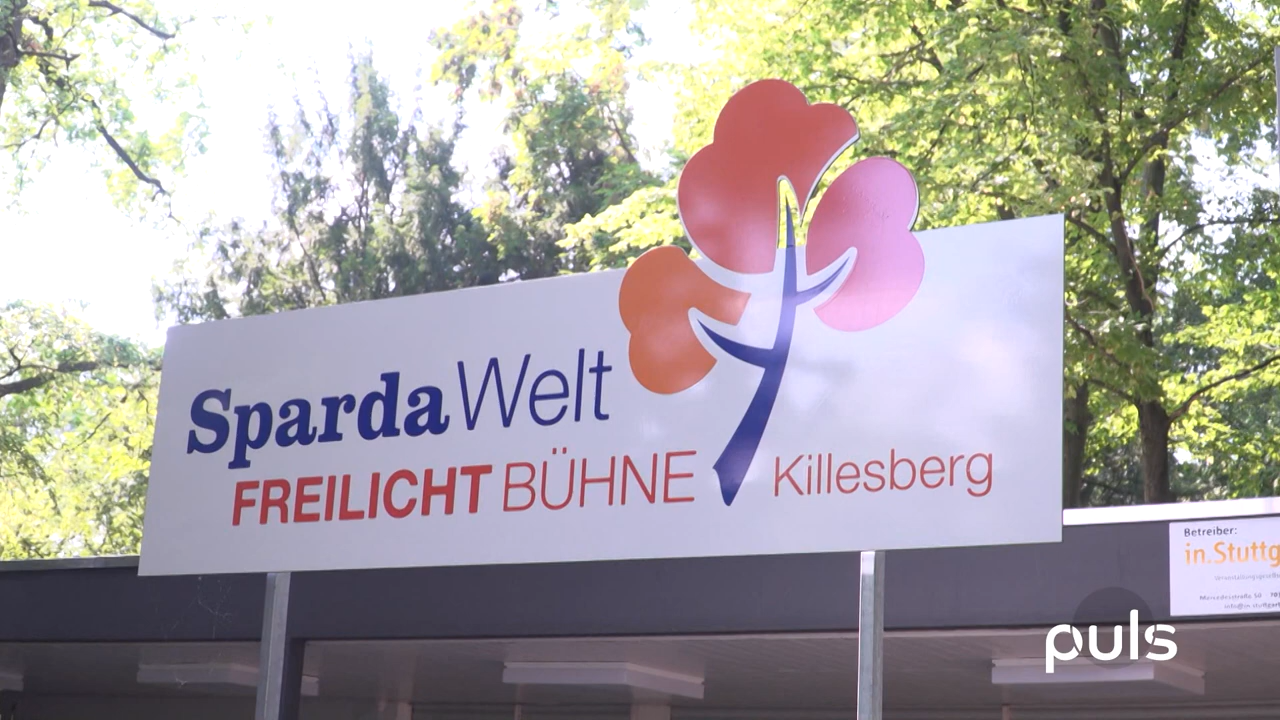 SpardaWelt
FREILICHTBÜHNE Killesberg
Betreiber:
in.Stuttg
puls